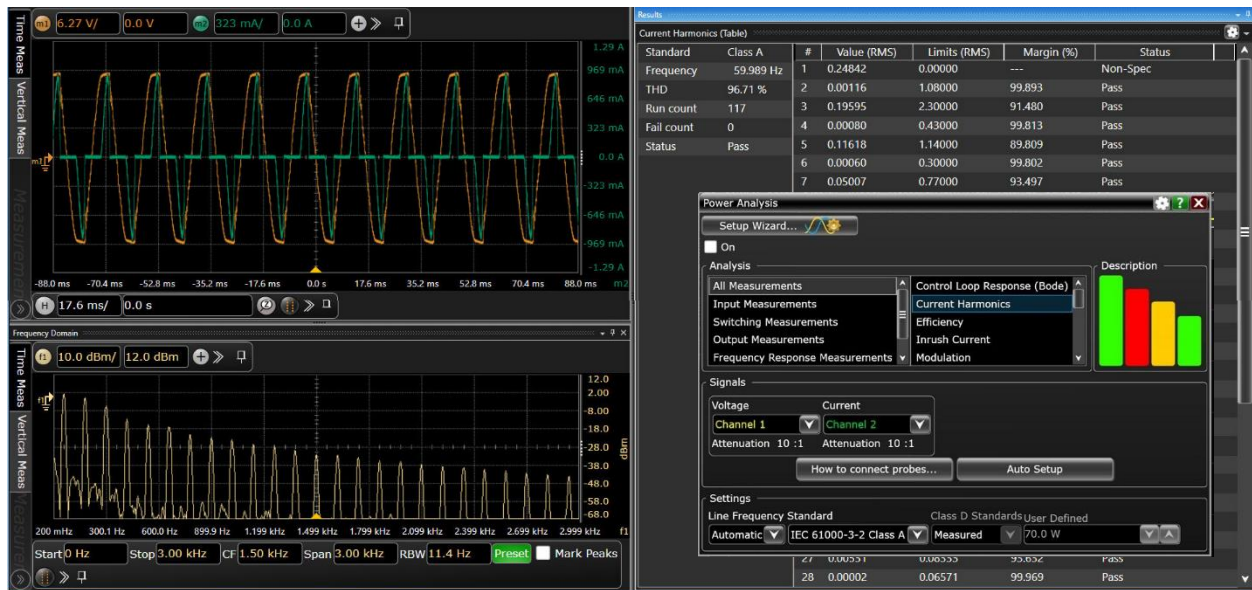 Time Meas
Vertical Meas
Measurement
m1 6.27 V/ 0.0 V m2 323 mA/ 0.0 A
1.29 A
969 mA
646 mA
323 mA
0.0 A
-323 mA
-646 mA
-969 mA
-1.29 A
m1
-88.0 ms -70.4 ms -52.8 ms -35.2 ms -17.6 ms 0.0 s 17.6 ms 35.2 ms 52.8 ms 70.4 ms 88.0 ms m2
H 17.6 ms/ 0.0 s
Frequency Domain
Time Meas
Vertical Meas
f1 10.0 dBm/ 12.0 dBm
12.0
2.00
-8.00
-18.0
-28.0
-38.0
-48.0
-58.0
-68.0
dBm
f1
200 mHz 300.1 Hz 600.0 Hz 899.9 Hz 1.199 kHz 1.499 kHz 1.799 kHz 2.099 kHz 2.399 kHz 2.699 kHz 2.999 kHz f1
Start 0 Hz Stop 3.00 kHz CF 1.50 kHz Span 3.00 kHz RBW 11.4 Hz Preset Mark Peaks
Results
Current Harmonics (Table)
Standard Class A
Frequency 59.989 Hz
THD 96.71 %
Run count 117
Fail count 0
Status Pass
# Value (RMS) Limits (RMS) Margin (%) Status
1 0.24842 0.00000 --- Non-Spec
2 0.00116 1.08000 99.893 Pass
3 0.19595 2.30000 91.480 Pass
4 0.00080 0.43000 99.813 Pass
5 0.11618 1.14000 89.809 Pass
6 0.00060 0.30000 99.802 Pass
7 0.05007 0.77000 93.497 Pass
Power Analysis ? X
Setup Wizard...
On
Analysis
All Measurements
Input Measurements
Switching Measurements
Output Measurements
Frequency Response Measurements
Control Loop Response (Bode)
Current Harmonics
Efficiency
Inrush Current
Modulation
Description
Signals
Voltage Current
Channel 1 Channel 2
Attenuation 10 :1 Attenuation 10 :1
How to connect probes... Auto Setup
Settings
Line Frequency Standard Class D Standards User Defined
Automatic IEC 61000-3-2 Class A Measured 70.0 W
27 0.00551 0.08333 93.652 Pass
28 0.00002 0.06571 99.969 Pass